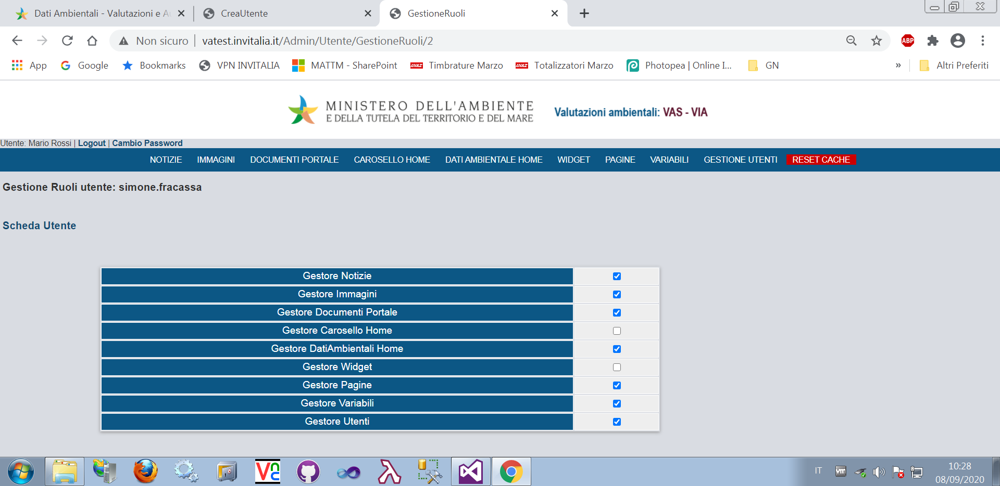 Dati Ambientali - Valutazioni e Au
CreaUtente
GestioneRuoli
Non sicuro | vatest.invitalia.it/Admin/Utente/GestioneRuoli/2
ABP
App
Google
Bookmarks
VPN INVITALIA
MATTM - SharePoint
Timbrature Marzo
Totalizzatori Marzo
Photopea | Online I...
GN
»
Altri Preferiti
MINISTERO DELL'AMBIENTE
E DELLA TUTELA DEL TERRITORIO E DEL MARE
Valutazioni ambientali: VAS - VIA
Utente: Mario Rossi | Logout | Cambio Password
NOTIZIE IMMAGINI DOCUMENTI PORTALE CAROSELLO HOME DATI AMBIENTALE HOME WIDGET PAGINE VARIABILI GESTIONE UTENTI RESET CACHE
Gestione Ruoli utente: simone.fracassa
Scheda Utente
Gestore Notizie
Gestore Immagini
Gestore Documenti Portale
Gestore Carosello Home
Gestore DatiAmbientali Home
Gestore Widget
Gestore Pagine
Gestore Variabili
Gestore Utenti
VNC
IT
vm
10:28
08/09/2020